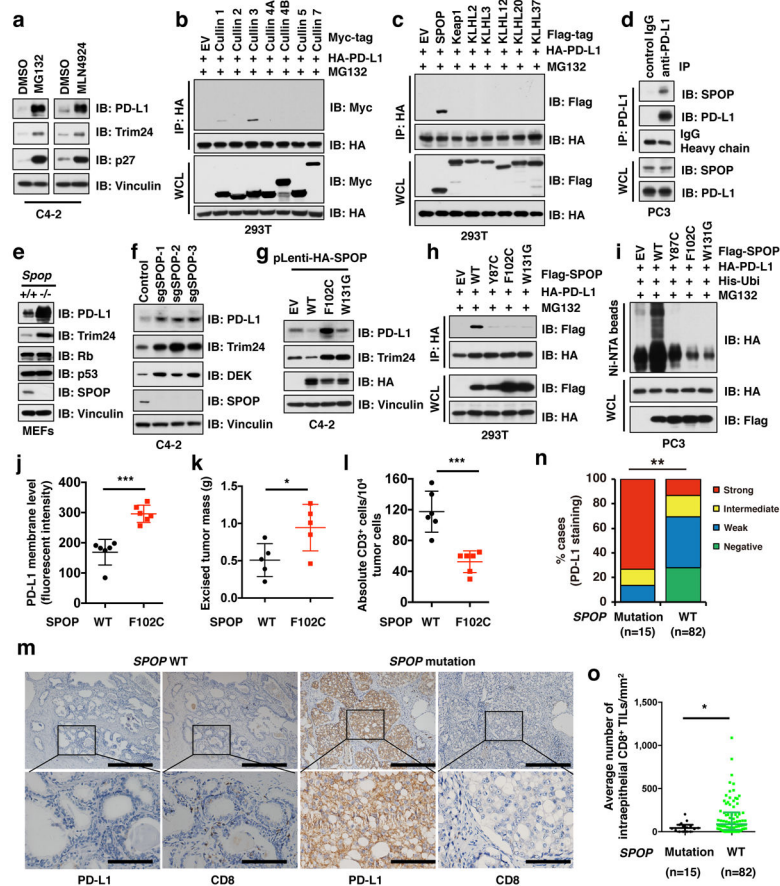 a
DMSO
MG132
DMSO
MLN4924
IB: PD-L1
IB: Trim24
IB: p27
IB: Vinculin
C4-2
b
EV
Cullin 1
Cullin 2
Cullin 3
Cullin 4A
Cullin 4B
Cullin 5
Cullin 7
Myc-tag
+ + + + + + + + HA-PD-L1
+ + + + + + + + MG132
IP: HA
IB: Myc
IB: HA
WCL
IB: Myc
IB: HA
293T
c
EV
SPOP
Keap1
KLHL2
KLHL3
KLHL12
KLHL20
KLHL37
Flag-tag
+ + + + + + + + HA-PD-L1
+ + + + + + + + MG132
IP: HA
IB: Flag
IB: HA
WCL
IB: Flag
IB: HA
293T
d
control IgG
anti-PD-L1
IP
IP: PD-L1
IB: SPOP
IB: PD-L1
IgG
Heavy chain
WCL
IB: SPOP
IB: PD-L1
PC3
e
Spop
+/+ -/-
IB: PD-L1
IB: Trim24
IB: Rb
IB: p53
IB: SPOP
IB: Vinculin
MEFs
f
Control
sgSPOP-1
sgSPOP-2
sgSPOP-3
IB: PD-L1
IB: Trim24
IB: DEK
IB: SPOP
IB: Vinculin
C4-2
g
pLenti-HA-SPOP
EV
WT
F102C
W131G
IB: PD-L1
IB: Trim24
IB: HA
IB: Vinculin
C4-2
h
EV
WT
Y87C
F102C
W131G
Flag-SPOP
+ + + + + HA-PD-L1
+ + + + + MG132
IP: HA
IB: Flag
IB: HA
WCL
IB: Flag
IB: HA
293T
i
EV
WT
Y87C
F102C
W131G
Flag-SPOP
+ + + + + HA-PD-L1
+ + + + + His-Ubi
+ + + + + MG132
Ni-NTA beads
IB: HA
WCL
IB: HA
IB: Flag
PC3
j
PD-L1 membrane level
(fluorescent intensity)
400
300
200
100
0
***
SPOP WT F102C
k
Excised tumor mass (g)
1.5
1.0
0.5
0.0
*
SPOP WT F102C
l
Absolute CD3+ cells/10⁴
tumor cells
160
120
80
40
0
***
SPOP WT F102C
n
% cases
(PD-L1 staining)
100
80
60
40
20
0
**
Strong
Intermediate
Weak
Negative
SPOP Mutation WT
(n=15) (n=82)
m
SPOP WT
SPOP mutation
PD-L1
CD8
PD-L1
CD8
o
Average number of
intraepithelial CD8+ TILs/mm²
1,500
1,000
500
0
*
SPOP Mutation WT
(n=15) (n=82)